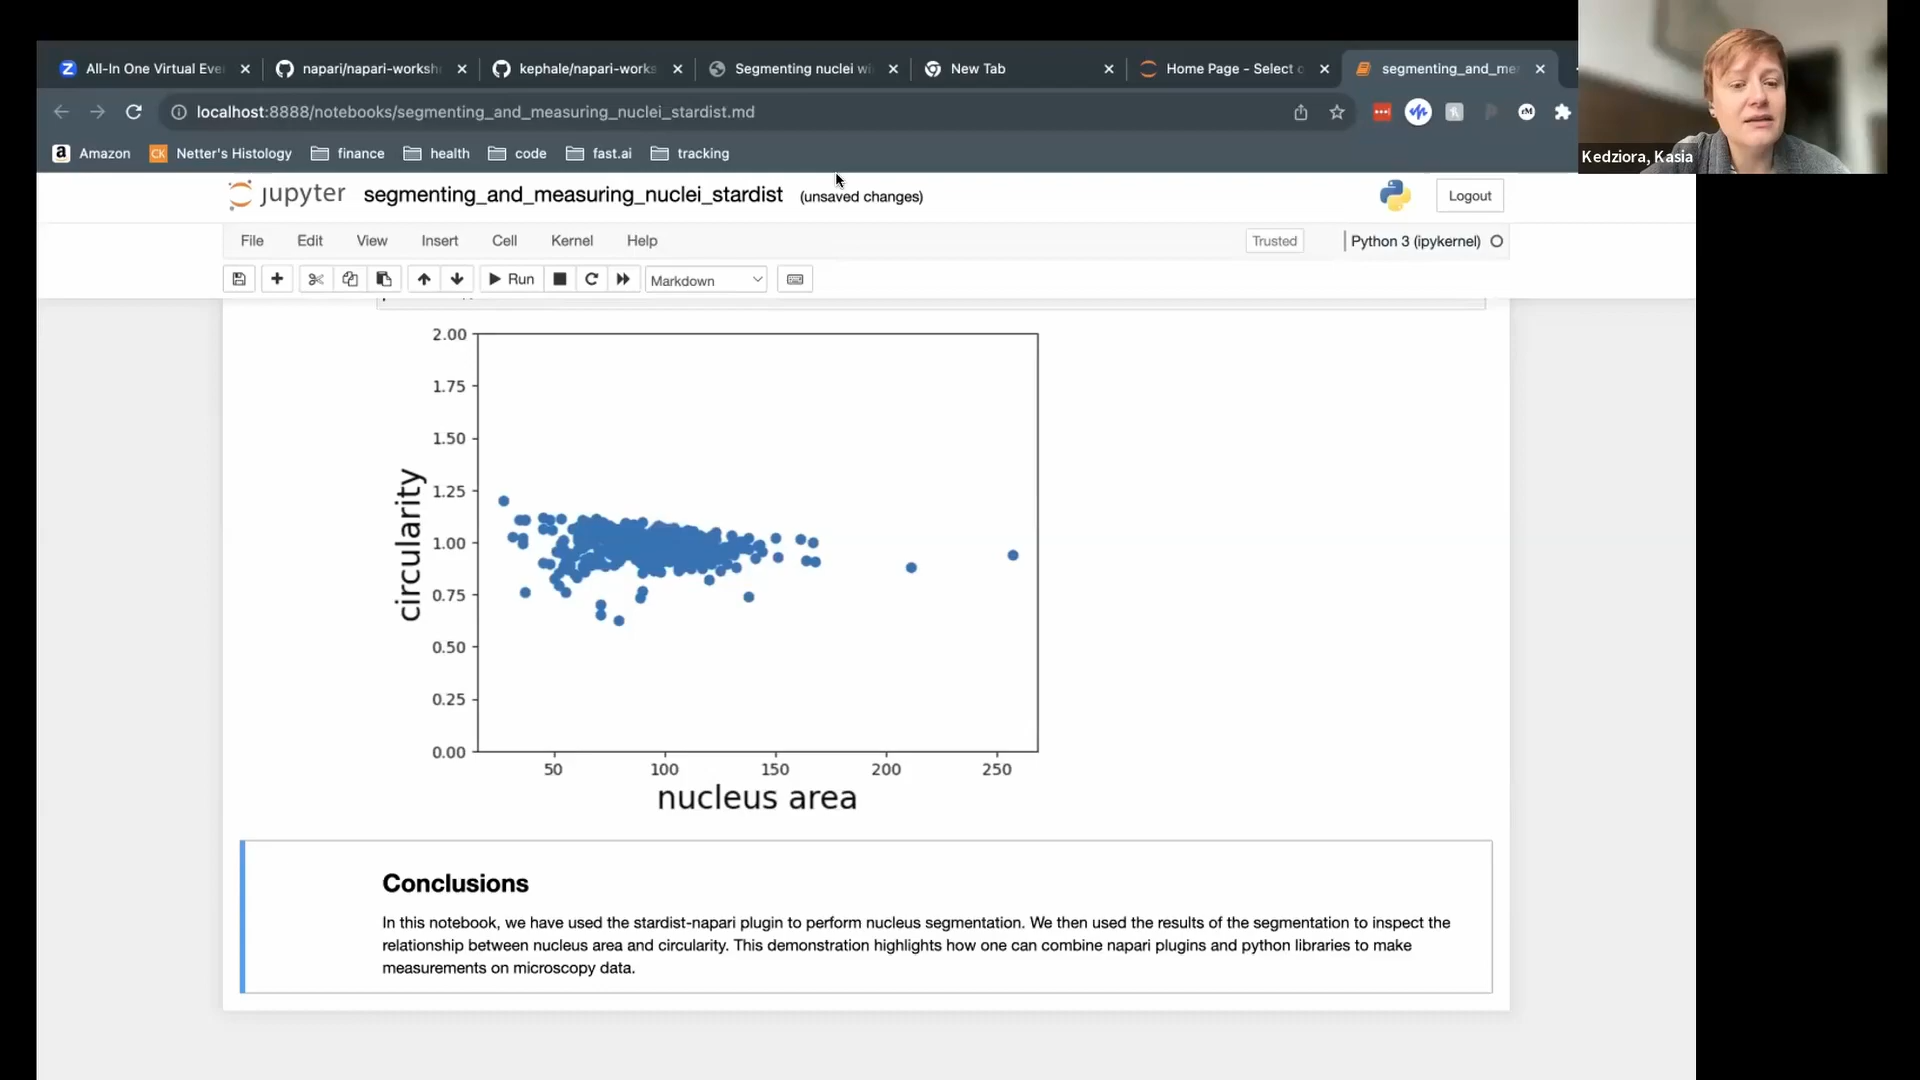 All-In One Virtual Eve
napari/napari-worksh
kephale/napari-works
Segmenting nuclei wi
New Tab
Home Page - Select o
segmenting_and_me
localhost:8888/notebooks/segmenting_and_measuring_nuclei_stardist.md
Kedziora, Kasia
Amazon
CK Netter's Histology
finance
health
code
fast.ai
tracking
jupyter segmenting_and_measuring_nuclei_stardist (unsaved changes)
Logout
File Edit View Insert Cell Kernel Help
Trusted
Python 3 (ipykernel)
Run
Markdown
2.00
1.75
1.50
1.25
1.00
0.75
0.50
0.25
0.00
circularity
50 100 150 200 250
nucleus area
Conclusions
In this notebook, we have used the stardist-napari plugin to perform nucleus segmentation. We then used the results of the segmentation to inspect the
relationship between nucleus area and circularity. This demonstration highlights how one can combine napari plugins and python libraries to make
measurements on microscopy data.